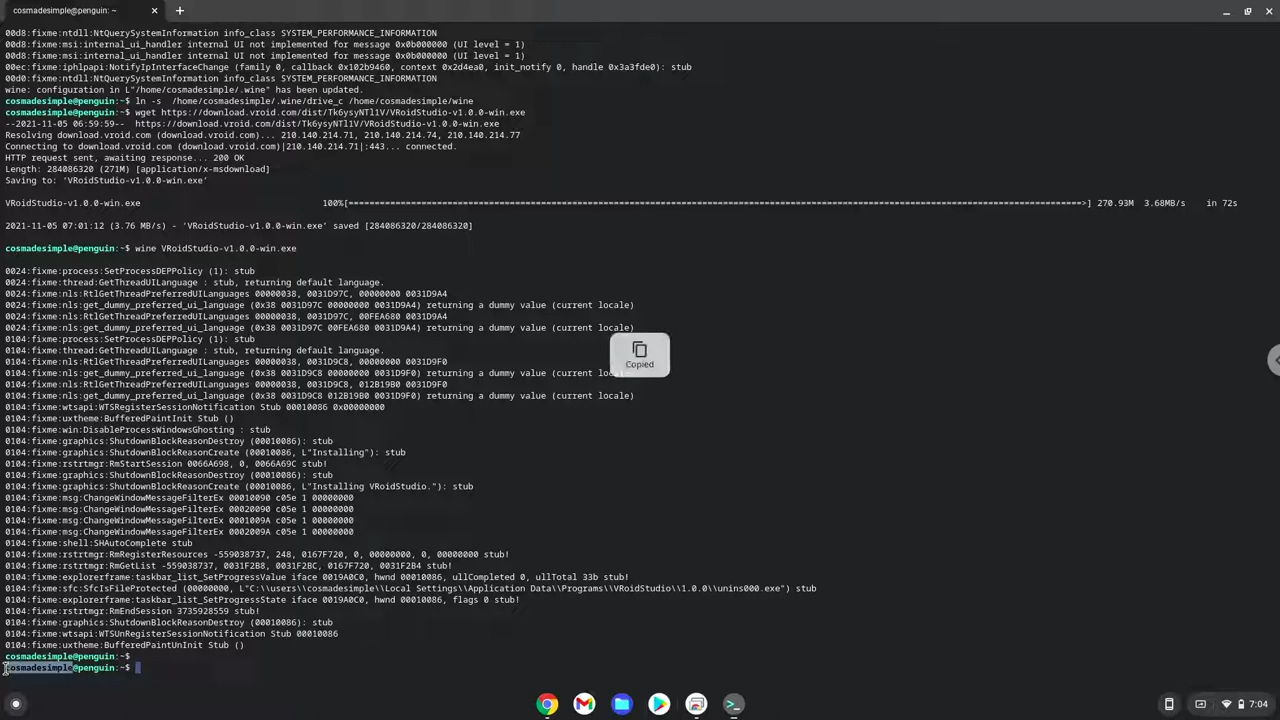 cosmadesimple@penguin: ~
00d8:fixme:ntdll:NtQuerySystemInformation info_class SYSTEM_PERFORMANCE_INFORMATION
00d8:fixme:msi:internal_ui_handler internal UI not implemented for message 0x0b000000 (UI level = 1)
00d8:fixme:msi:internal_ui_handler internal UI not implemented for message 0x0b000000 (UI level = 1)
00ec:fixme:iphlpapi:NotifyIpInterfaceChange (family 0, callback 0x102b9460, context 0x2d4ea0, init_notify 0, handle 0x3a3fde0): stub
00d0:fixme:ntdll:NtQuerySystemInformation info_class SYSTEM_PERFORMANCE_INFORMATION
wine: configuration in L"/home/cosmadesimple/.wine" has been updated.
cosmadesimple@penguin:~$ ln -s  /home/cosmadesimple/.wine/drive_c /home/cosmadesimple/wine
cosmadesimple@penguin:~$ wget https://download.vroid.com/dist/Tk6ysyNTl1V/VRoidStudio-v1.0.0-win.exe
--2021-11-05 06:59:59--  https://download.vroid.com/dist/Tk6ysyNTl1V/VRoidStudio-v1.0.0-win.exe
Resolving download.vroid.com (download.vroid.com)... 210.140.214.71, 210.140.214.74, 210.140.214.77
Connecting to download.vroid.com (download.vroid.com)|210.140.214.71|:443... connected.
HTTP request sent, awaiting response... 200 OK
Length: 284086320 (271M) [application/x-msdownload]
Saving to: ‘VRoidStudio-v1.0.0-win.exe’
VRoidStudio-v1.0.0-win.exe 100%[=====================================================================================================>] 270.93M 3.68MB/s in 72s
2021-11-05 07:01:12 (3.76 MB/s) - ‘VRoidStudio-v1.0.0-win.exe’ saved [284086320/284086320]
cosmadesimple@penguin:~$ wine VRoidStudio-v1.0.0-win.exe
0024:fixme:process:SetProcessDEPPolicy (1): stub
0024:fixme:thread:GetThreadUILanguage : stub, returning default language.
0024:fixme:nls:RtlGetThreadPreferredUILanguages 00000038, 0031D97C, 00000000 0031D9A4
0024:fixme:nls:get_dummy_preferred_ui_language (0x38 0031D97C 00000000 0031D9A4) returning a dummy value (current locale)
0024:fixme:nls:RtlGetThreadPreferredUILanguages 00000038, 0031D97C, 00FEA680 0031D9A4
0024:fixme:nls:get_dummy_preferred_ui_language (0x38 0031D97C 00FEA680 0031D9A4) returning a dummy value (current locale)
0104:fixme:process:SetProcessDEPPolicy (1): stub
0104:fixme:thread:GetThreadUILanguage : stub, returning default language.
0104:fixme:nls:RtlGetThreadPreferredUILanguages 00000038, 0031D9C8, 00000000 0031D9F0
0104:fixme:nls:get_dummy_preferred_ui_language (0x38 0031D9C8 00000000 0031D9F0) returning a dummy value (current
Copied
0104:fixme:nls:RtlGetThreadPreferredUILanguages 00000038, 0031D9C8, 012B19B0 0031D9F0
0104:fixme:nls:get_dummy_preferred_ui_language (0x38 0031D9C8 012B19B0 0031D9F0) returning a dummy value (current locale)
0104:fixme:wtsapi:WTSRegisterSessionNotification Stub 00010086 0x00000000
0104:fixme:uxtheme:BufferedPaintInit Stub ()
0104:fixme:win:DisableProcessWindowsGhosting : stub
0104:fixme:graphics:ShutdownBlockReasonDestroy (00010086): stub
0104:fixme:graphics:ShutdownBlockReasonCreate (00010086, L"Installing"): stub
0104:fixme:rstrtmgr:RmStartSession 0066A698, 0, 0066A69C stub!
0104:fixme:graphics:ShutdownBlockReasonDestroy (00010086): stub
0104:fixme:graphics:ShutdownBlockReasonCreate (00010086, L"Installing VRoidStudio."): stub
0104:fixme:msg:ChangeWindowMessageFilterEx 00010090 c05e 1 00000000
0104:fixme:msg:ChangeWindowMessageFilterEx 00020090 c05e 1 00000000
0104:fixme:msg:ChangeWindowMessageFilterEx 0001009A c05e 1 00000000
0104:fixme:msg:ChangeWindowMessageFilterEx 0002009A c05e 1 00000000
0104:fixme:shell:SHAutoComplete stub
0104:fixme:rstrtmgr:RmRegisterResources -559038737, 248, 0167F720, 0, 00000000, 0, 00000000 stub!
0104:fixme:rstrtmgr:RmGetList -559038737, 0031F2B8, 0031F2BC, 0167F720, 0031F2B4 stub!
0104:fixme:explorerframe:taskbar_list_SetProgressValue iface 0019A0C0, hwnd 00010086, ullCompleted 0, ullTotal 33b stub!
0104:fixme:sfc:SfcIsFileProtected (00000000, L"C:\\users\\cosmadesimple\\Local Settings\\Application Data\\Programs\\VRoidStudio\\1.0.0\\unins000.exe") stub
0104:fixme:explorerframe:taskbar_list_SetProgressState iface 0019A0C0, hwnd 00010086, flags 0 stub!
0104:fixme:rstrtmgr:RmEndSession 3735928559 stub!
0104:fixme:graphics:ShutdownBlockReasonDestroy (00010086): stub
0104:fixme:wtsapi:WTSUnRegisterSessionNotification Stub 00010086
0104:fixme:uxtheme:BufferedPaintUnInit Stub ()
cosmadesimple@penguin:~$
cosmadesimple@penguin:~$
7:04